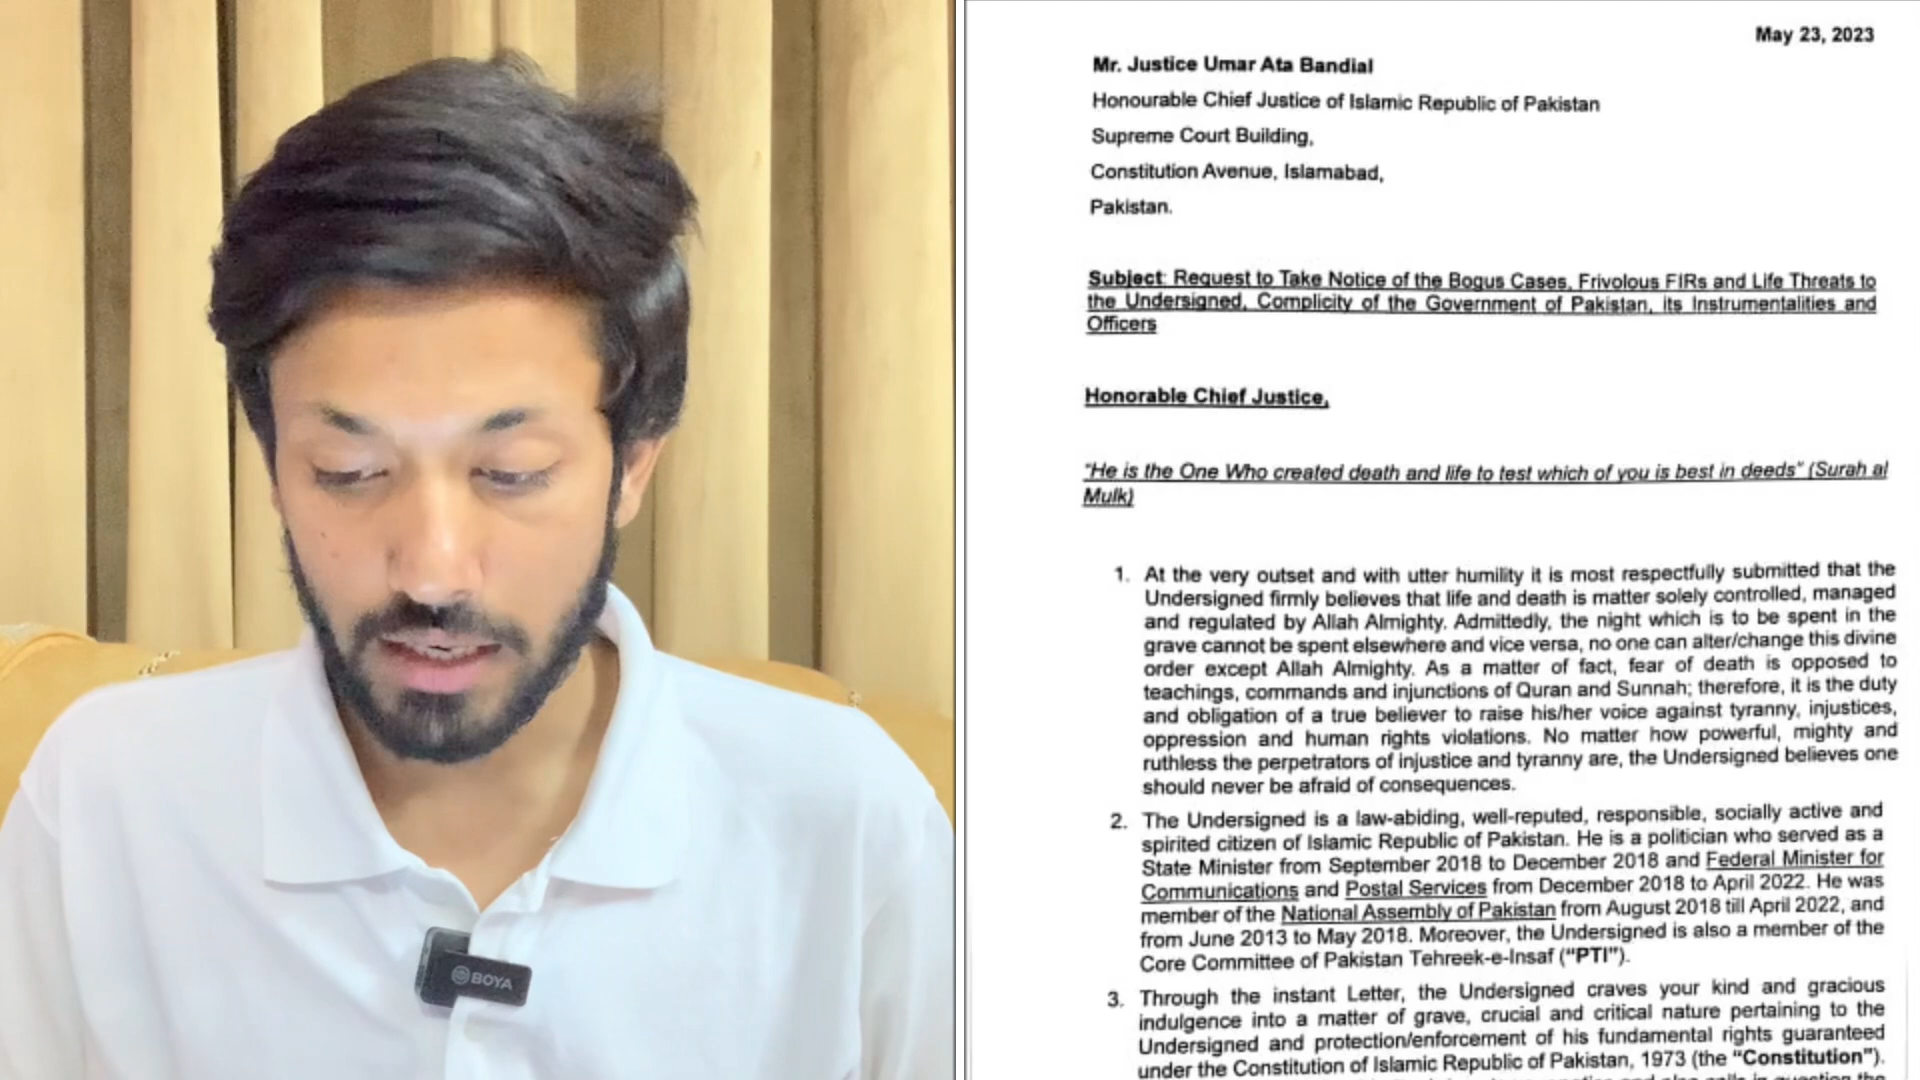 May 23, 2023
Mr. Justice Umar Ata Bandial
Honourable Chief Justice of Islamic Republic of Pakistan
Supreme Court Building,
Constitution Avenue, Islamabad,
Pakistan.
Subject: Request to Take Notice of the Bogus Cases, Frivolous FIRs and Life Threats to
the Undersigned, Complicity of the Government of Pakistan, its Instrumentalities and
Officers
Honorable Chief Justice,
"He is the One Who created death and life to test which of you is best in deeds" (Surah al
Mulk)
1. At the very outset and with utter humility it is most respectfully submitted that the
Undersigned firmly believes that life and death is matter solely controlled, managed
and regulated by Allah Almighty. Admittedly, the night which is to be spent in the
grave cannot be spent elsewhere and vice versa, no one can alter/change this divine
order except Allah Almighty. As a matter of fact, fear of death is opposed to
teachings, commands and injunctions of Quran and Sunnah; therefore, it is the duty
and obligation of a true believer to raise his/her voice against tyranny, injustices,
oppression and human rights violations. No matter how powerful, mighty and
ruthless the perpetrators of injustice and tyranny are, the Undersigned believes one
should never be afraid of consequences.
2. The Undersigned is a law-abiding, well-reputed, responsible, socially active and
spirited citizen of Islamic Republic of Pakistan. He is a politician who served as a
State Minister from September 2018 to December 2018 and Federal Minister for
Communications and Postal Services from December 2018 to April 2022. He was
member of the National Assembly of Pakistan from August 2018 till April 2022, and
from June 2013 to May 2018. Moreover, the Undersigned is also a member of the
Core Committee of Pakistan Tehreek-e-Insaf ("PTI").
3. Through the instant Letter, the Undersigned craves your kind and gracious
indulgence into a matter of grave, crucial and critical nature pertaining to the
Undersigned and protection/enforcement of his fundamental rights guaranteed
under the Constitution of Islamic Republic of Pakistan, 1973 (the "Constitution").
BOYA